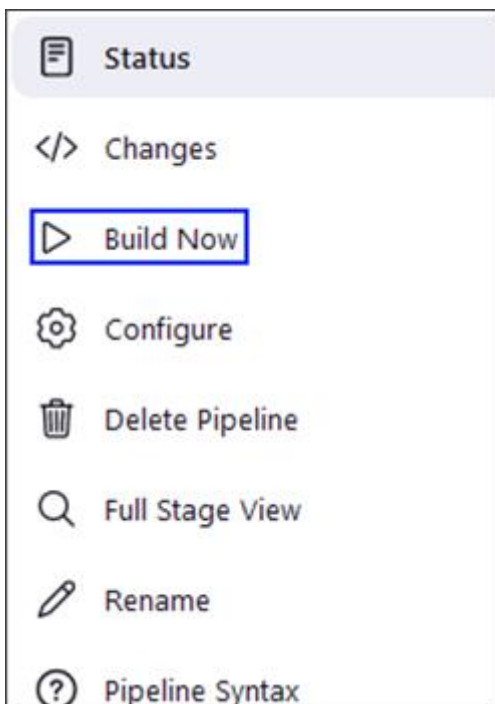 Status
Changes
Build Now
Configure
Delete Pipeline
Full Stage View
Rename
Pipeline Syntax